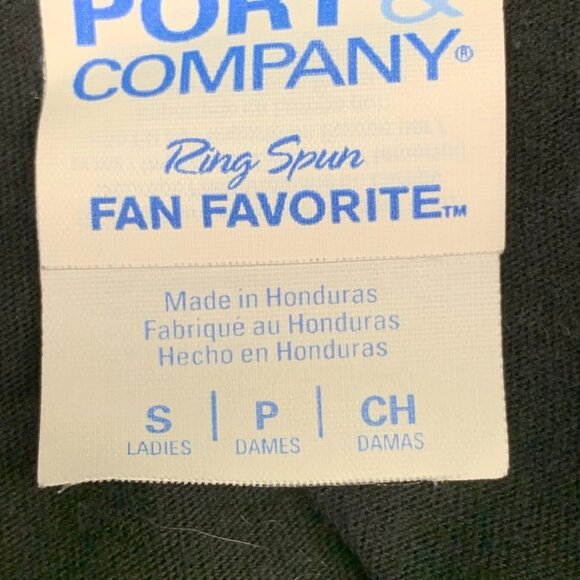 PORT &
COMPANY®
Ring Spun
FAN FAVORITE™
Made in Honduras
Fabriqué au Honduras
Hecho en Honduras
S | P | CH
LADIES DAMES DAMAS